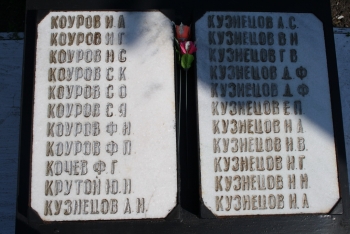 КОУРОВ И.А
КОУРОВ И Г
КОУРОВ Н С
КОУРОВ С К
КОУРОВ С О
КОУРОВ С Я
КОУРОВ Ф Н
КОУРОВ Ф П
КОЧЕВ Ф. Г
КРУТОЙ Ю. Н
КУЗНЕЦОВ А. И.
КУЗНЕЦОВ А С.
КУЗНЕЦОВ В И
КУЗНЕЦОВ Г В
КУЗНЕЦОВ Д Ф
КУЗНЕЦОВ Д Ф
КУЗНЕЦОВ Е П
КУЗНЕЦОВ И А
КУЗНЕЦОВ И. В.
КУЗНЕЦОВ И. Г
КУЗНЕЦОВ И И
КУЗНЕЦОВ И. А